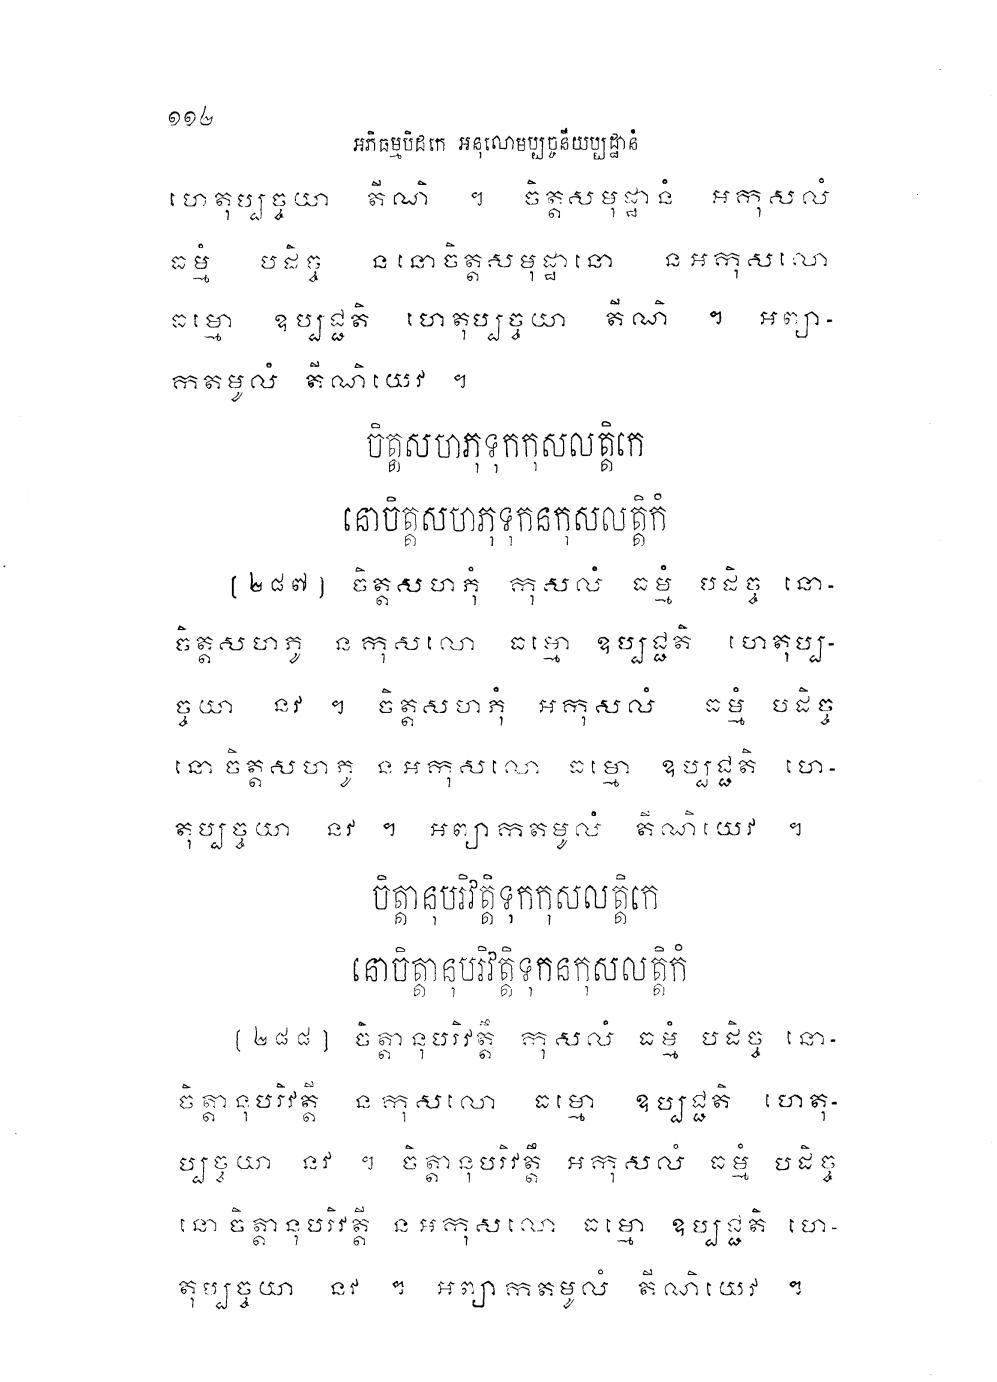 ១១៤
អភិធម្មបិដកេ អនុលោមប្បច្ចនីយប្បដ្ឋានំ
ហេតុប្បច្ចយា តីណិ ។ ចិត្តសមុដ្ឋានំ អកុសលំ
ធម្មំ បដិច្ច ននោចិត្តសមុដ្ឋានោ នអកុសលោ
ធម្មោ ឧប្បជ្ជតិ ហេតុប្បច្ចយា តីណិ ។ អព្យា-
កតមូលំ តីណិយេវ ។
ចិត្តសហភុទុកកុសលត្តិកេ
នោចិត្តសហភុទុកនកុសលត្តិកំ
[២៨៧] ចិត្តសហភុំ កុសលំ ធម្មំ បដិច្ច នោ-
ចិត្តសហភូ នកុសលោ ធម្មោ ឧប្បជ្ជតិ ហេតុប្ប-
ច្ចយា នវ ។ ចិត្តសហភុំ អកុសលំ ធម្មំ បដិច្ច
នោចិត្តសហភូ នអកុសលោ ធម្មោ ឧប្បជ្ជតិ ហេ-
តុប្បច្ចយា នវ ។ អព្យាកតមូលំ តីណិយេវ ។
ចិត្តានុបរិវត្តិទុកកុសលត្តិកេ
នោចិត្តានុបរិវត្តិទុកនកុសលត្តិកំ
[២៨៨] ចិត្តានុបរិវត្តឹ កុសលំ ធម្មំ បដិច្ច នោ-
ចិត្តានុបរិវត្តី នកុសលោ ធម្មោ ឧប្បជ្ជតិ ហេតុ-
ប្បច្ចយា នវ ។ ចិត្តានុបរិវត្តឹ អកុសលំ ធម្មំ បដិច្ច
នោចិត្តានុបរិវត្តី នអកុសលោ ធម្មោ ឧប្បជ្ជតិ ហេ-
តុប្បច្ចយា នវ ។ អព្យាកតមូលំ តីណិយេវ ។